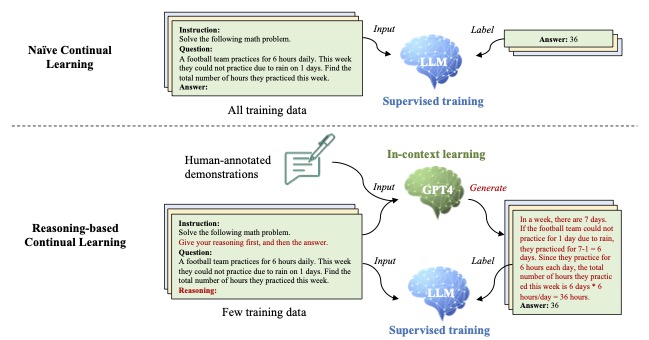 Naïve Continual
Learning
Instruction:
Solve the following math problem.
Question:
A football team practices for 6 hours daily. This week
they could not practice due to rain on 1 days. Find the
total number of hours they practiced this week.
Answer:
All training data
Input
LLM
Supervised training
Label
Answer: 36
Human-annotated
demonstrations
In-context learning
Input
GPT4
Generate
Reasoning-based
Continual Learning
Instruction:
Solve the following math problem.
Give your reasoning first, and then the answer.
Question:
A football team practices for 6 hours daily. This week
they could not practice due to rain on 1 days. Find the
total number of hours they practiced this week.
Reasoning:
Few training data
Input
LLM
Supervised training
Label
In a week, there are 7 days.
If the football team could not
practice for 1 day due to rain,
they practiced for 7-1 = 6
days. Since they practice for
6 hours each day, the total
number of hours they practic
ed this week is 6 days * 6
hours/day = 36 hours.
Answer: 36